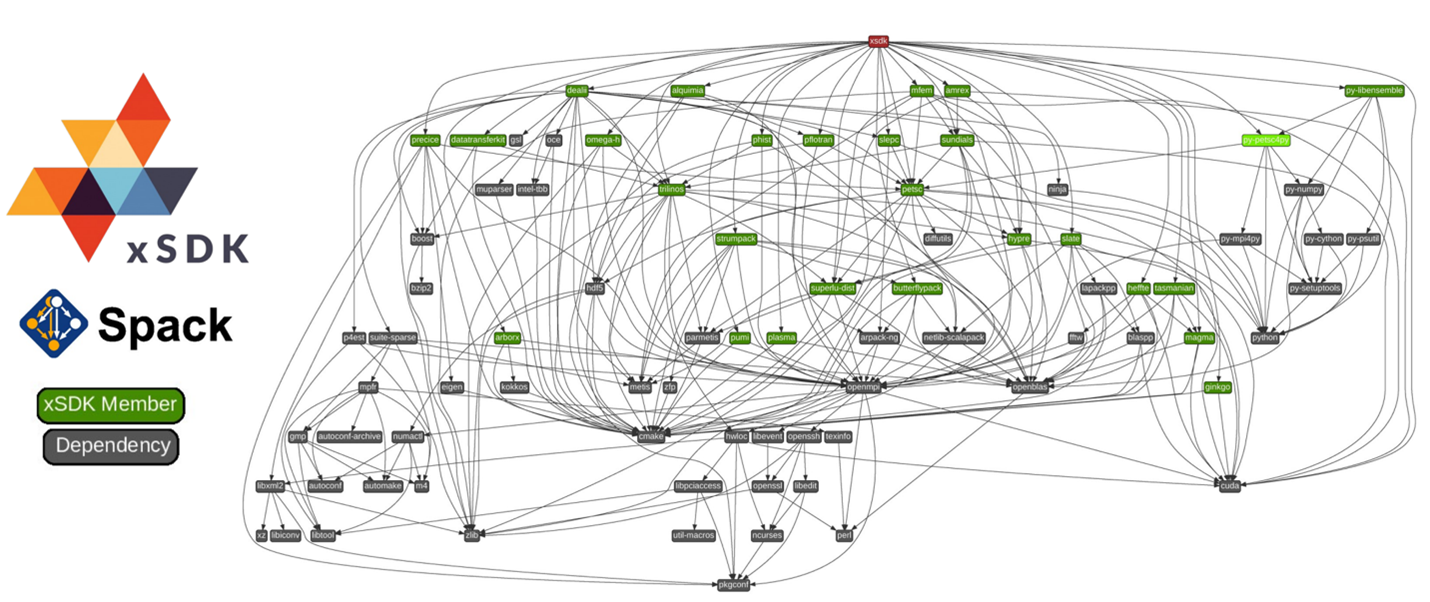 xsdk
dealii alquimia mfem amrex py-libensemble
precice datatransferkit gsl oce omega-h phist pflotran slepc sundials py-petsc4py
muparser intel-tbb trilinos petsc ninja py-numpy
xSDK
boost strumpack diffutils hypre slate py-mpi4py py-cython py-psutil
bzip2 hdf5 superlu-dist butterflypack lapackpp heffte tasmanian py-setuptools
Spack
p4est suite-sparse arborx parmetis pumi plasma arpack-ng netlib-scalapack fftw blaspp magma python
mpfr eigen kokkos metis zfp openmpi openblas ginkgo
xSDK Member
gmp autoconf-archive numactl cmake hwloc libevent openssh texinfo
Dependency
libxml2 autoconf automake m4 libpciaccess openssl libedit cuda
xz libiconv libtool zlib util-macros ncurses perl
pkgconf